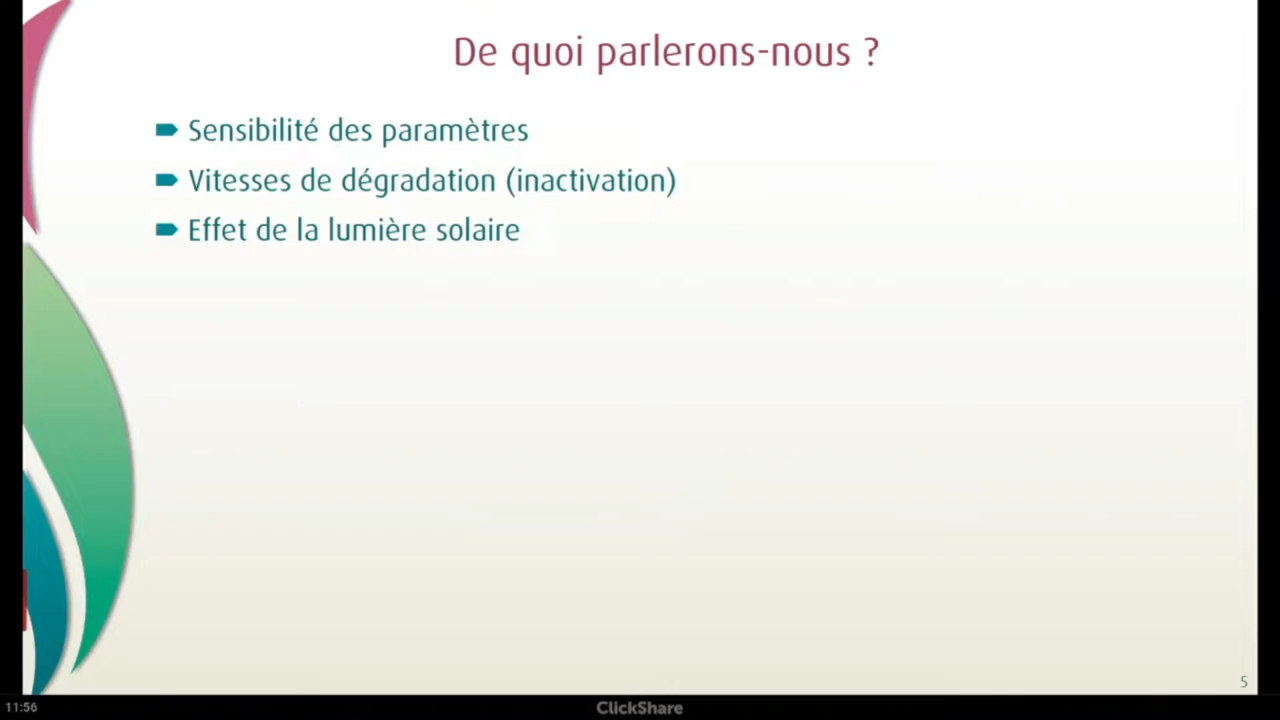 De quoi parlerons-nous ?
Sensibilité des paramètres
Vitesses de dégradation (inactivation)
Effet de la lumière solaire
5
11:56
ClickShare